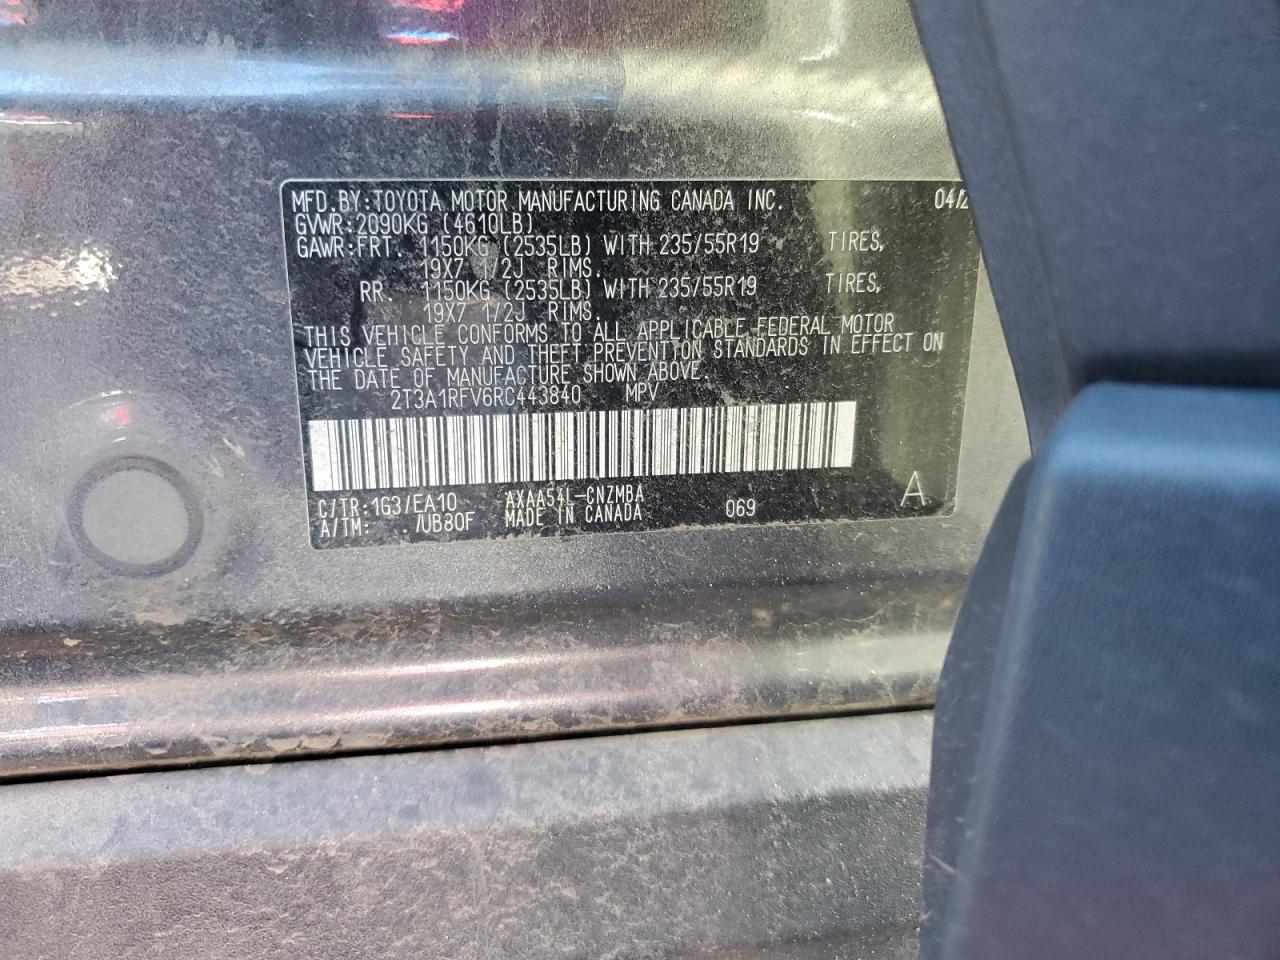 MFD.BY:TOYOTA MOTOR MANUFACTURING CANADA INC. 04/2
GVWR:2090KG (4610LB)
GAWR:FRT. 1150KG (2535LB) WITH 235/55R19 TIRES,
19X7 1/2J RIMS.
RR. 1150KG (2535LB) WITH 235/55R19 TIRES,
19X7 1/2J RIMS.
THIS VEHICLE CONFORMS TO ALL APPLICABLE FEDERAL MOTOR
VEHICLE SAFETY AND THEFT PREVENTION STANDARDS IN EFFECT ON
THE DATE OF MANUFACTURE SHOWN ABOVE.
2T3A1RFV6RC443840 MPV
C/TR:1G3/EA10 AXAA54L-CNZMBA
A/TM: /UB80F MADE IN CANADA 069 A